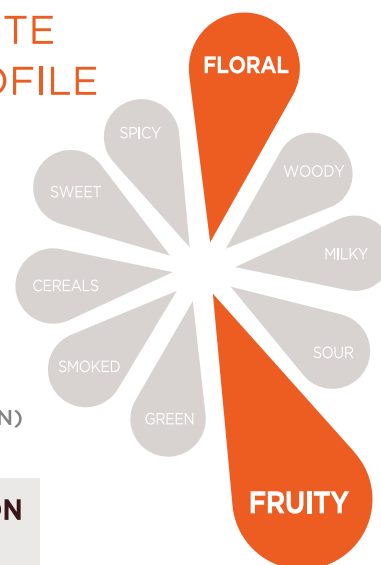 TE
OFILE
FLORAL
SPICY
WOODY
SWEET
MILKY
CEREALS
SOUR
SMOKED
GREEN
N)
FRUITY
ON